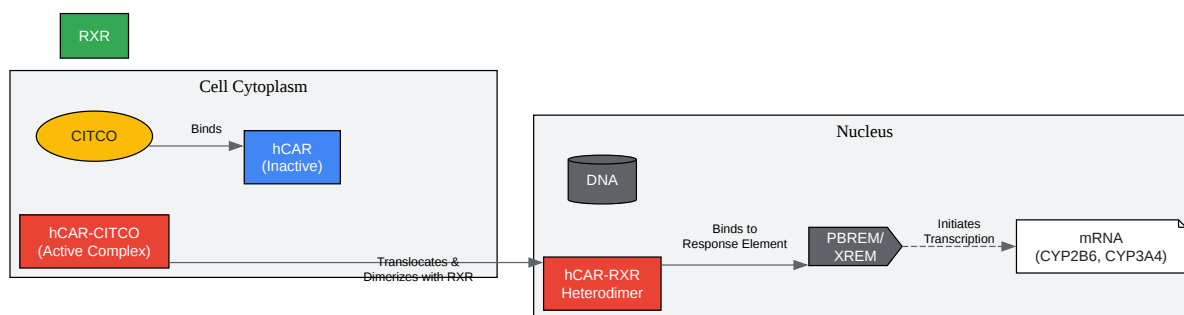 RXR
Cell Cytoplasm
CITCO
Binds
hCAR
(Inactive)
hCAR-CITCO
(Active Complex)
Translocates &
Dimerizes with RXR
Nucleus
DNA
hCAR-RXR
Heterodimer
Binds to
Response Element
PBREM/
XREM
Initiates
Transcription
mRNA
(CYP2B6, CYP3A4)